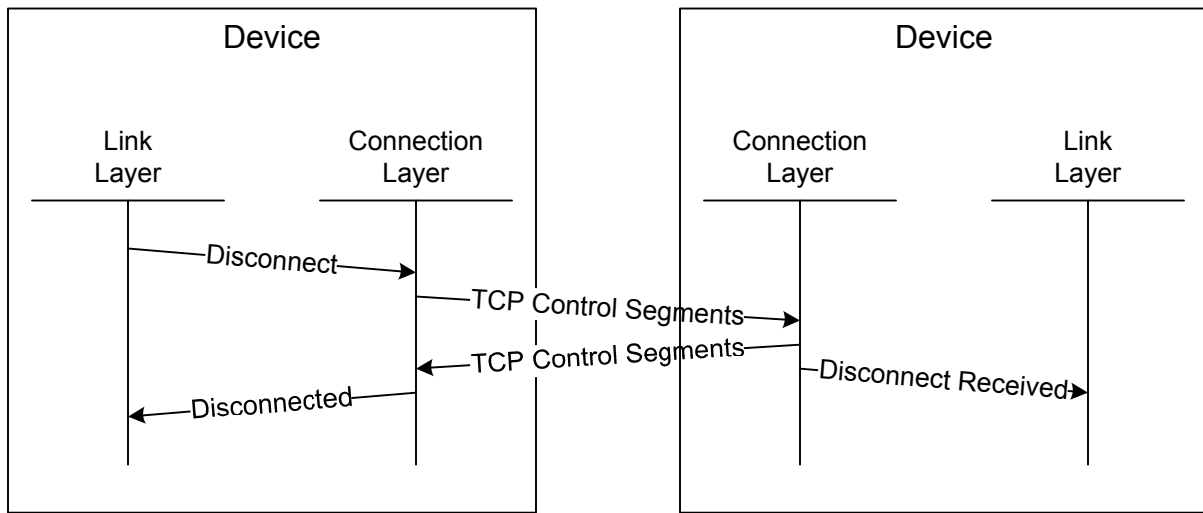 Device
Device
Link
Layer
Connection
Layer
Connection
Layer
Link
Layer
Disconnect
TCP Control Segments
TCP Control Segments
Disconnect Received
Disconnected